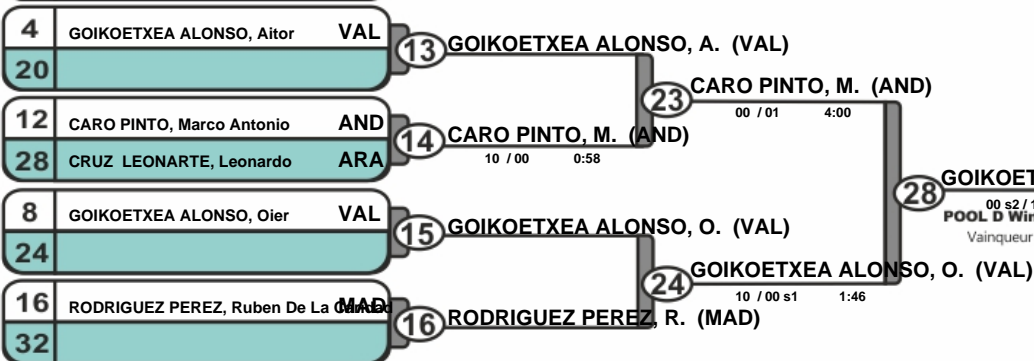 4 GOIKOETXEA ALONSO, Aitor VAL
20
13 GOIKOETXEA ALONSO, A. (VAL)
23 CARO PINTO, M. (AND)
00 / 01 4:00
12 CARO PINTO, Marco Antonio AND
28 CRUZ LEONARTE, Leonardo ARA
14 CARO PINTO, M. (AND)
10 / 00 0:58
28 GOIKOET
00 s2 / 1
POOL D Win
Vainqueur
8 GOIKOETXEA ALONSO, Oier VAL
24
15 GOIKOETXEA ALONSO, O. (VAL)
24 GOIKOETXEA ALONSO, O. (VAL)
10 / 00 s1 1:46
16 RODRIGUEZ PEREZ, Ruben De La MAD
32
16 RODRIGUEZ PEREZ, R. (MAD)